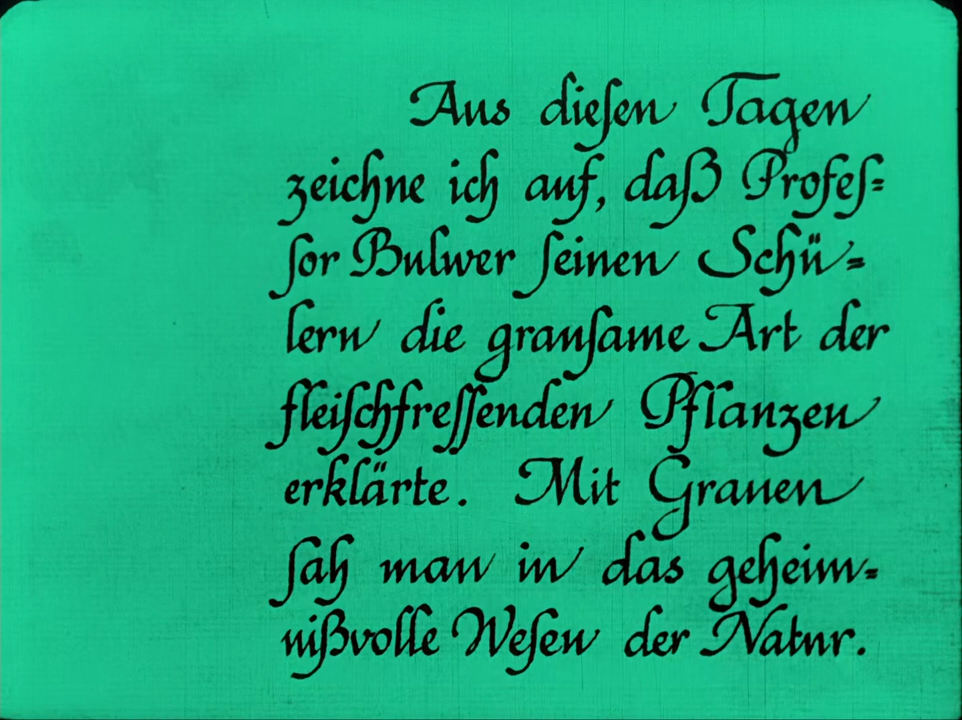 Aus dieſen Tagen
zeichne ich auf, daß Profeſ=
ſor Bulwer ſeinen Schü=
lern die grauſame Art der
fleiſchfreſſenden Pflanzen
erklärte. Mit Grauen
ſah man in das geheim=
nißvolle Weſen der Natur.